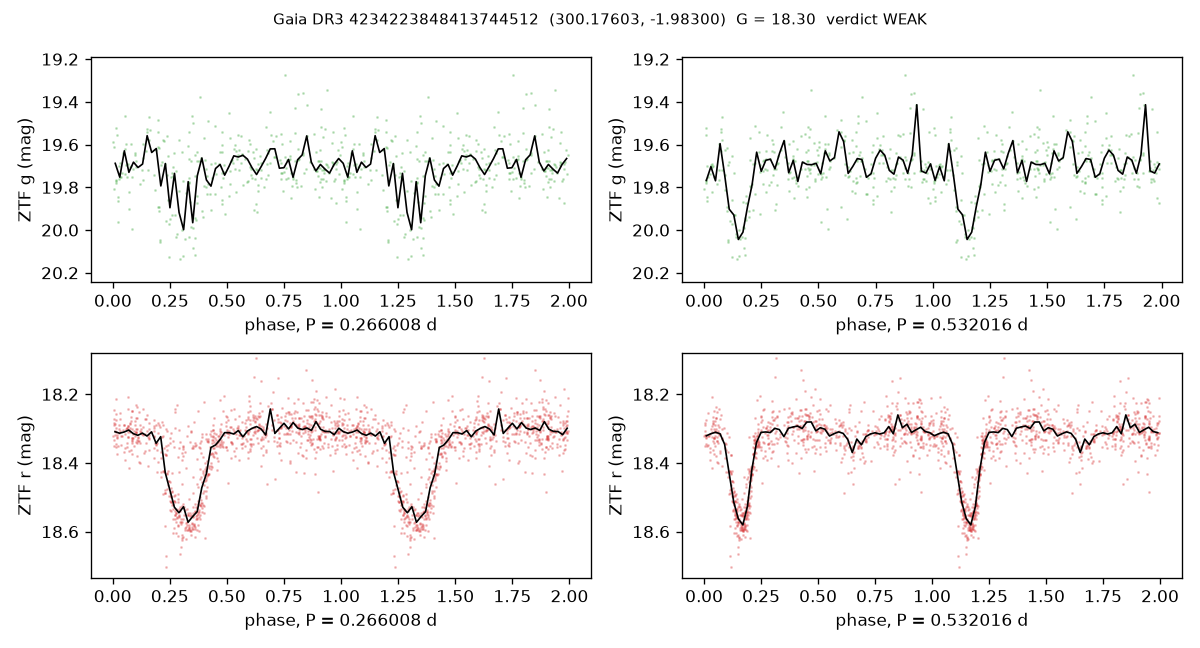 Gaia DR3 4234223848413744512 (300.17603, -1.98300) G = 18.30 verdict WEAK
ZTF g (mag)
19.2
19.4
19.6
19.8
20.0
20.2
0.00 0.25 0.50 0.75 1.00 1.25 1.50 1.75 2.00
phase, P = 0.266008 d
ZTF g (mag)
19.2
19.4
19.6
19.8
20.0
20.2
0.00 0.25 0.50 0.75 1.00 1.25 1.50 1.75 2.00
phase, P = 0.532016 d
ZTF r (mag)
18.2
18.4
18.6
0.00 0.25 0.50 0.75 1.00 1.25 1.50 1.75 2.00
phase, P = 0.266008 d
ZTF r (mag)
18.2
18.4
18.6
0.00 0.25 0.50 0.75 1.00 1.25 1.50 1.75 2.00
phase, P = 0.532016 d